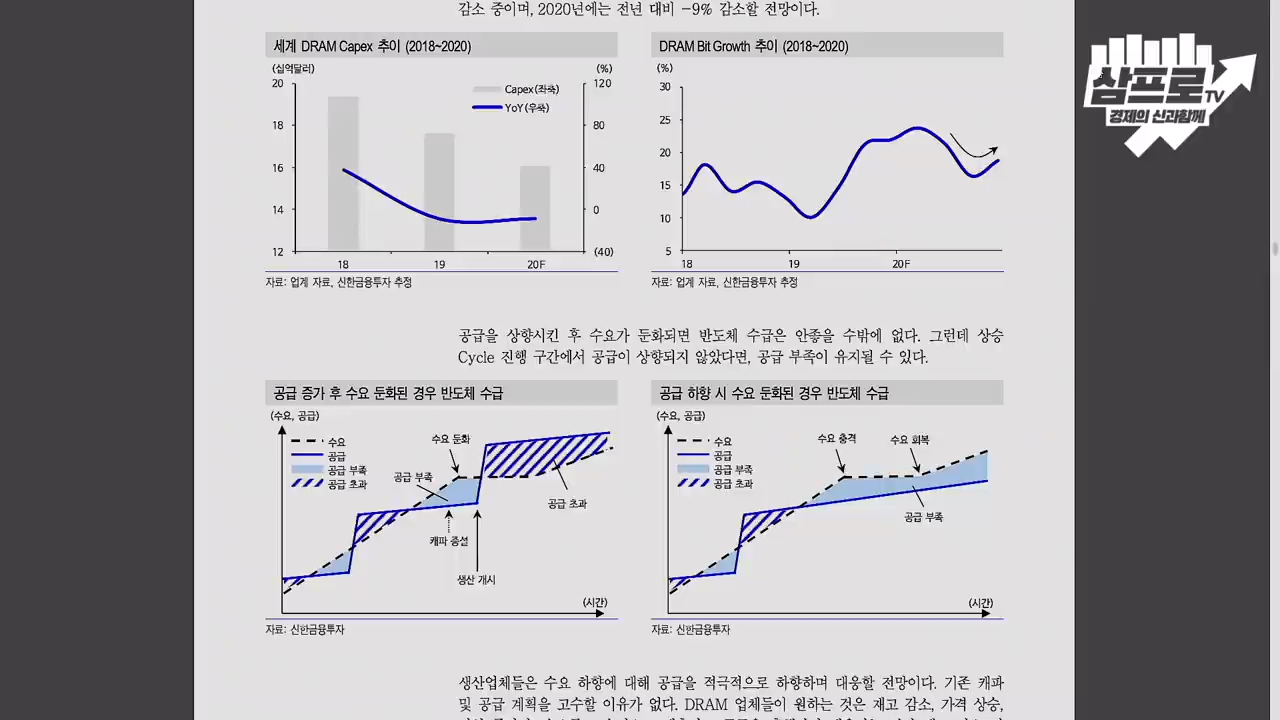 감소 중이며, 2020년에는 전년 대비 -9% 감소할 전망이다.
세계 DRAM Capex 추이 (2018~2020)
(십억달러)
(%)
20
18
16
14
12
120
80
40
0
(40)
Capex (좌축)
YoY (우축)
18
19
20F
자료: 업계 자료, 신한금융투자 추정
DRAM Bit Growth 추이 (2018~2020)
(%)
30
25
20
15
10
5
18
19
20F
자료: 업계 자료, 신한금융투자 추정
삼프로TV
경제의 신과함께
공급을 상향시킨 후 수요가 둔화되면 반도체 수급은 안좋을 수밖에 없다. 그런데 상승
Cycle 진행 구간에서 공급이 상향되지 않았다면, 공급 부족이 유지될 수 있다.
공급 증가 후 수요 둔화된 경우 반도체 수급
(수요, 공급)
수요
공급
공급 부족
공급 초과
수요 둔화
공급 부족
공급 초과
캐파 증설
생산 개시
(시간)
자료: 신한금융투자
공급 하향 시 수요 둔화된 경우 반도체 수급
(수요, 공급)
수요
공급
공급 부족
공급 초과
수요 충격
수요 회복
공급 부족
(시간)
자료: 신한금융투자
생산업체들은 수요 하향에 대해 공급을 적극적으로 하향하며 대응할 전망이다. 기존 캐파
및 공급 계획을 고수할 이유가 없다. DRAM 업체들이 원하는 것은 재고 감소, 가격 상승,